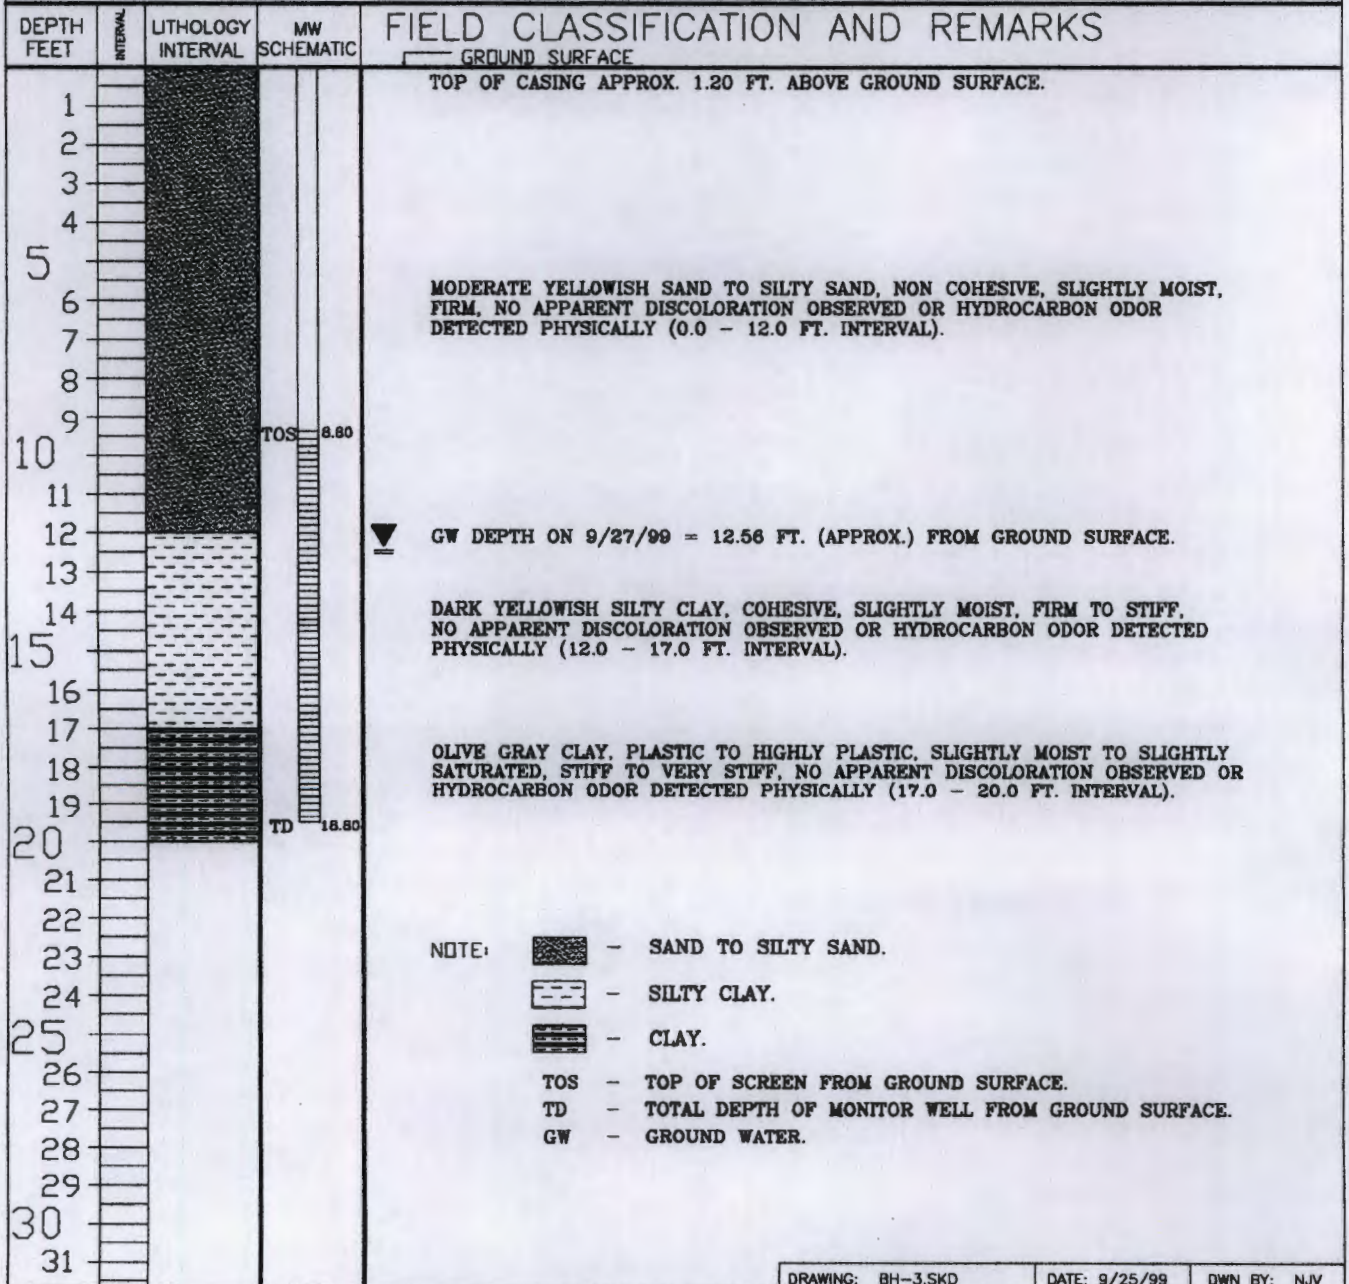 DEPTH FEET
INTERVAL
LITHOLOGY INTERVAL
MW SCHEMATIC
FIELD CLASSIFICATION AND REMARKS
GROUND SURFACE
TOP OF CASING APPROX. 1.20 FT. ABOVE GROUND SURFACE.
1
2
3
4
5
MODERATE YELLOWISH SAND TO SILTY SAND, NON COHESIVE, SLIGHTLY MOIST,
6
FIRM, NO APPARENT DISCOLORATION OBSERVED OR HYDROCARBON ODOR
DETECTED PHYSICALLY (0.0 - 12.0 FT. INTERVAL).
7
8
9
TOS 8.80
10
11
12
GW DEPTH ON 9/27/99 = 12.56 FT. (APPROX.) FROM GROUND SURFACE.
13
14
DARK YELLOWISH SILTY CLAY, COHESIVE, SLIGHTLY MOIST, FIRM TO STIFF,
NO APPARENT DISCOLORATION OBSERVED OR HYDROCARBON ODOR DETECTED
15
PHYSICALLY (12.0 - 17.0 FT. INTERVAL).
16
17
OLIVE GRAY CLAY, PLASTIC TO HIGHLY PLASTIC, SLIGHTLY MOIST TO SLIGHTLY
18
SATURATED, STIFF TO VERY STIFF, NO APPARENT DISCOLORATION OBSERVED OR
HYDROCARBON ODOR DETECTED PHYSICALLY (17.0 - 20.0 FT. INTERVAL).
19
TD 18.80
20
21
22
23
NOTE: - SAND TO SILTY SAND.
24
- SILTY CLAY.
25
- CLAY.
26
TOS - TOP OF SCREEN FROM GROUND SURFACE.
27
TD - TOTAL DEPTH OF MONITOR WELL FROM GROUND SURFACE.
28
GW - GROUND WATER.
29
30
31
DRAWING: BH-3.SKD DATE: 9/25/99 DWN BY: NJV